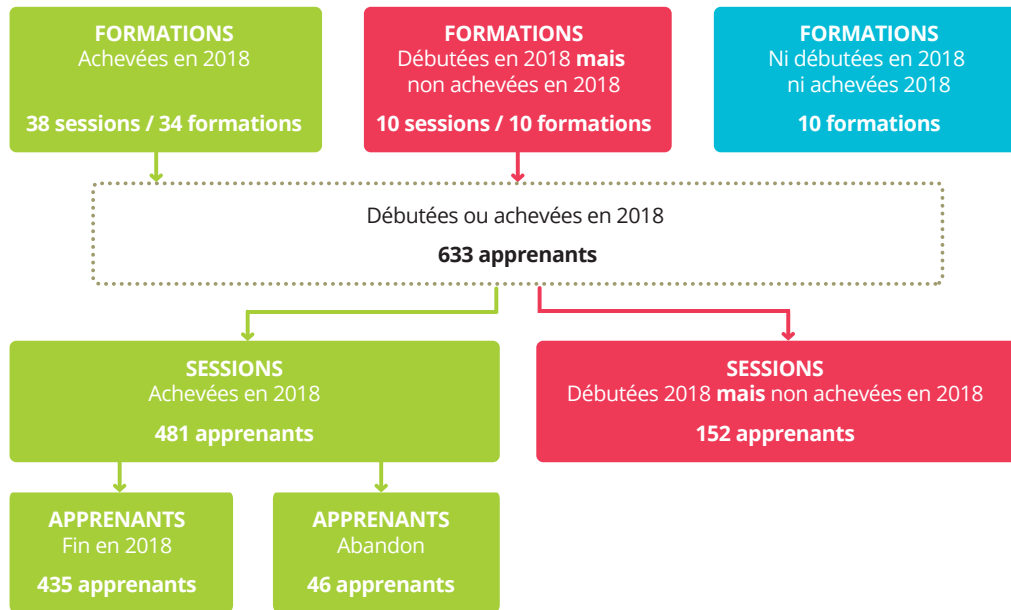 FORMATIONS
Achevées en 2018
38 sessions / 34 formations
FORMATIONS
Débutées en 2018 mais
non achevées en 2018
10 sessions / 10 formations
FORMATIONS
Ni débutées en 2018
ni achevées 2018
10 formations
Débutées ou achevées en 2018
633 apprenants
SESSIONS
Achevées en 2018
481 apprenants
SESSIONS
Débutées 2018 mais non achevées en 2018
152 apprenants
APPRENANTS
Fin en 2018
435 apprenants
APPRENANTS
Abandon
46 apprenants